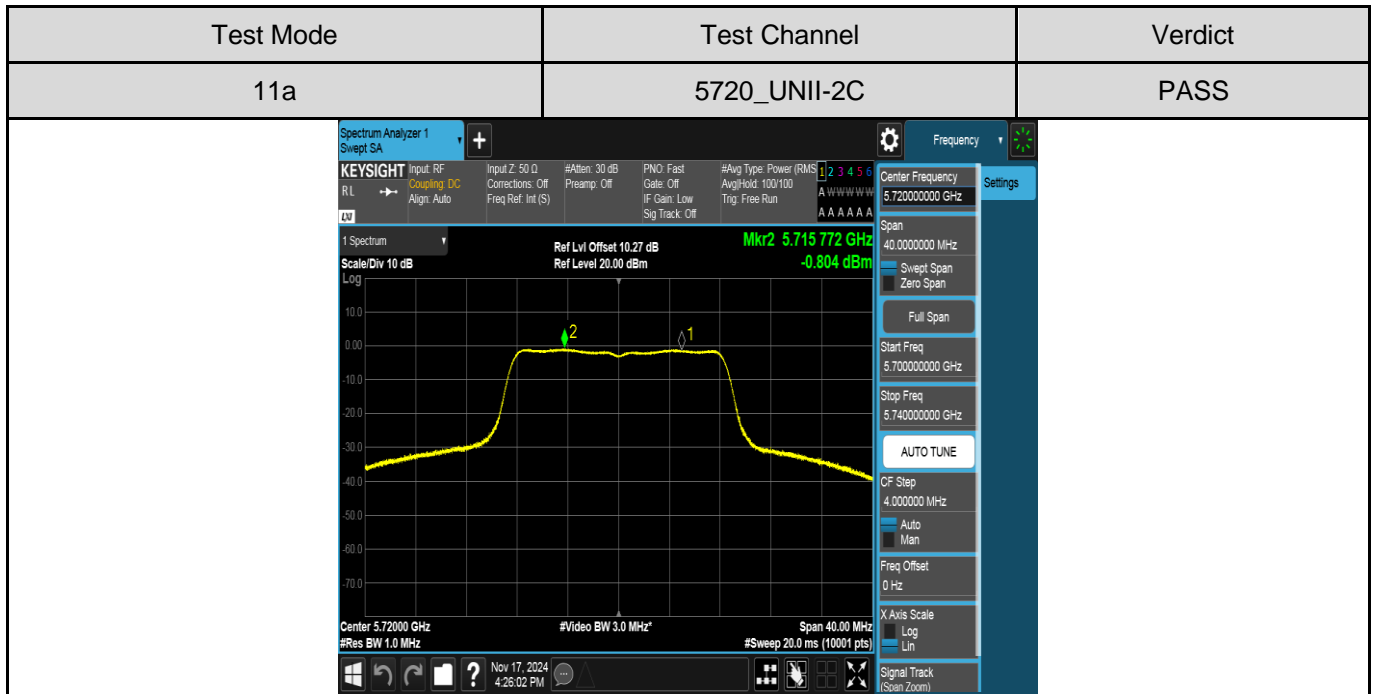 Test Mode Test Channel Verdict
11a 5720_UNII-2C PASS
Spectrum Analyzer 1
Swept SA
+
Frequency
KEYSIGHT Input: RF Input Z: 50 Ω #Atten: 30 dB PNO: Fast #Avg Type: Power (RMS 1 2 3 4 5 6
RL Coupling: DC Corrections: Off Preamp: Off Gate: Off Avg|Hold: 100/100 A W W W W W
Align: Auto Freq Ref: Int (S) IF Gain: Low Trig: Free Run
LXI Sig Track: Off A A A A A A
1 Spectrum Ref Lvl Offset 10.27 dB Mkr2 5.715 772 GHz
Scale/Div 10 dB Ref Level 20.00 dBm -0.804 dBm
Log
10.0
0.00
-10.0
-20.0
-30.0
-40.0
-50.0
-60.0
-70.0
2
1
Center 5.72000 GHz #Video BW 3.0 MHz* Span 40.00 MHz
#Res BW 1.0 MHz #Sweep 20.0 ms (10001 pts)
Center Frequency
5.720000000 GHz
Settings
Span
40.0000000 MHz
Swept Span
Zero Span
Full Span
Start Freq
5.700000000 GHz
Stop Freq
5.740000000 GHz
AUTO TUNE
CF Step
4.000000 MHz
Auto
Man
Freq Offset
0 Hz
X Axis Scale
Log
Lin
Signal Track
(Span Zoom)
? Nov 17, 2024
4:26:02 PM